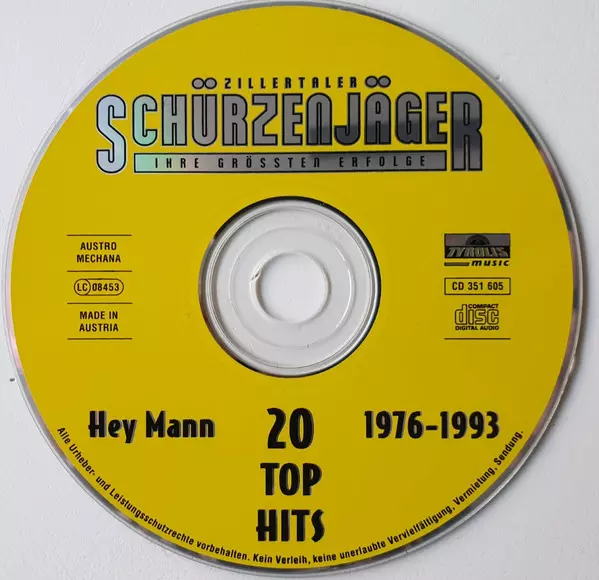 ZILLERTALER
SCHÜRZENJÄGER
IHRE GRÖSSTEN ERFOLGE
AUSTRO
MECHANA
LC 08453
MADE IN
AUSTRIA
TYROLIS
music
CD 351 605
COMPACT
disc
DIGITAL AUDIO
Hey Mann
20
TOP
HITS
1976-1993
Alle Urheber- und Leistungsschutzrechte vorbehalten. Kein Verleih, keine unerlaubte Vervielfältigung, Vermietung, Sendung.